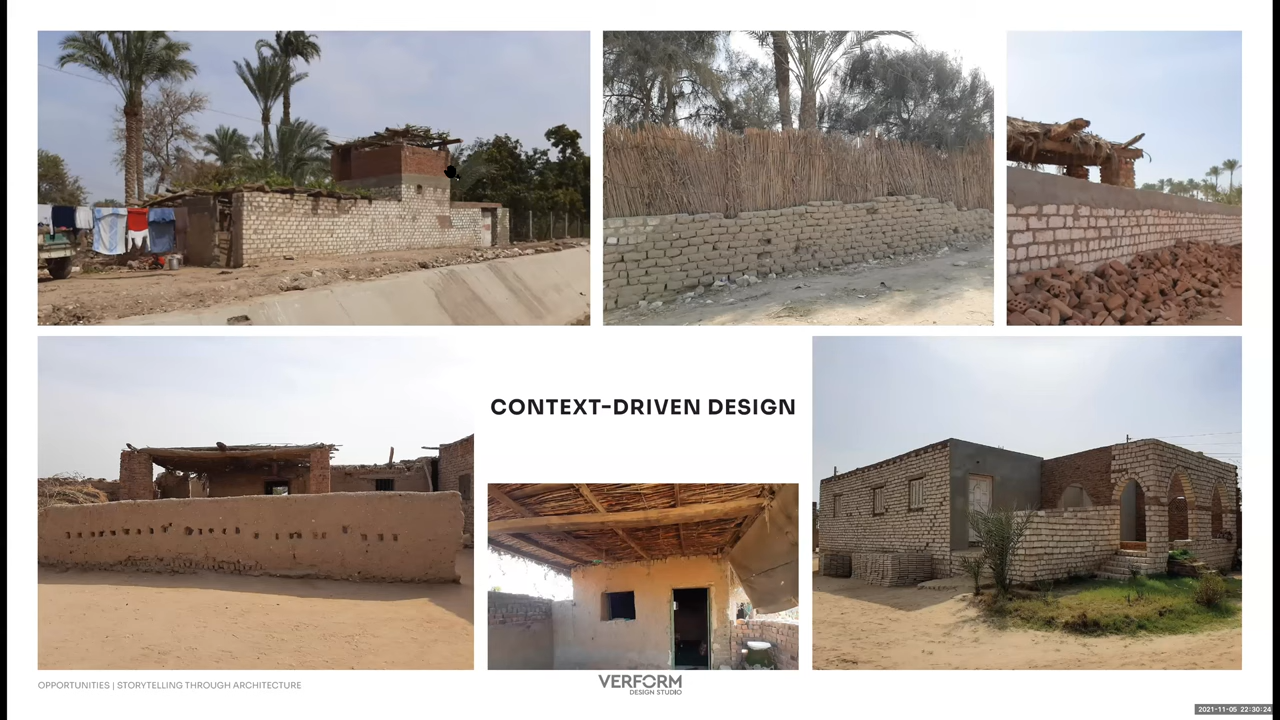 CONTEXT-DRIVEN DESIGN
OPPORTUNITIES | STORYTELLING THROUGH ARCHITECTURE
VERFORM
DESIGN STUDIO
2021-11-05 22:30:24